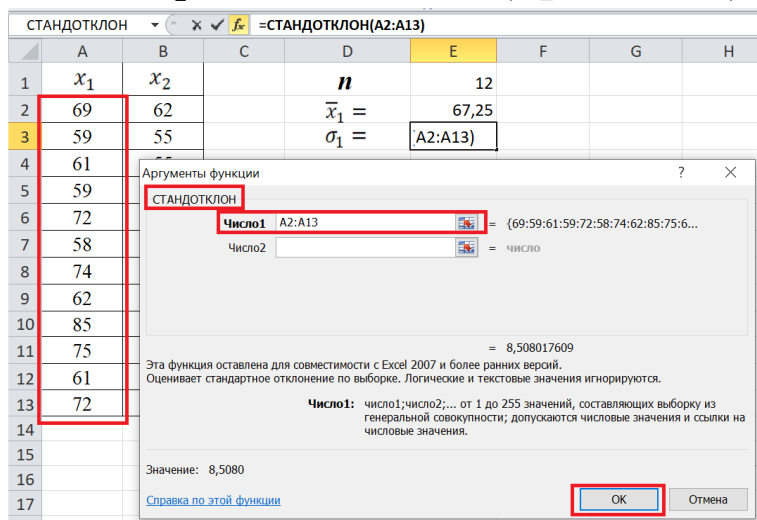 СТАНДОТКЛОН =СТАНДОТКЛОН(A2:A13)
A B C D E F G H
1 x₁ x₂ n 12
2 69 62 x̅₁ = 67,25
3 59 55 σ₁ = A2:A13)
4 61
5 59
6 72
7 58
8 74
9 62
10 85
11 75
12 61
13 72
14
15
16
17
Аргументы функции ?
СТАНДОТКЛОН
Число1 A2:A13 = {69:59:61:59:72:58:74:62:85:75:6...
Число2 = число
= 8,508017609
Эта функция оставлена для совместимости с Excel 2007 и более ранних версий.
Оценивает стандартное отклонение по выборке. Логические и текстовые значения игнорируются.
Число1: число1;число2;... от 1 до 255 значений, составляющих выборку из
генеральной совокупности; допускаются числовые значения и ссылки на
числовые значения.
Значение: 8,5080
Справка по этой функции
ОК Отмена